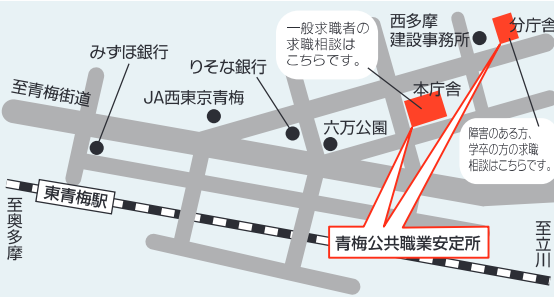 一般求職者の
求職相談は
こちらです。
西多摩
建設事務所
分庁舎
みずほ銀行
りそな銀行
本庁舎
至青梅街道
JA西東京青梅
六万公園
障害のある方、
学卒の方の求職
相談はこちらです。
東青梅駅
至奥多摩
青梅公共職業安定所
至立川